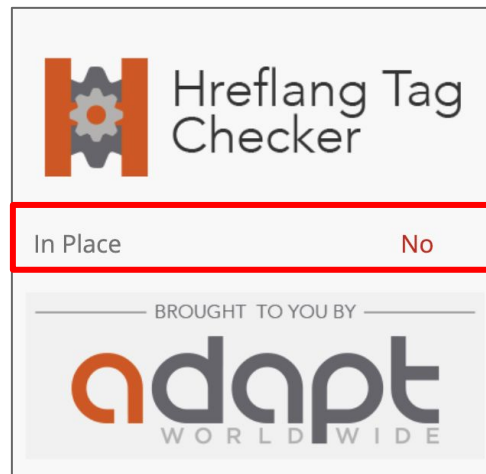 Hreflang Tag
Checker
In Place No
BROUGHT TO YOU BY
adapt
WORLDWIDE